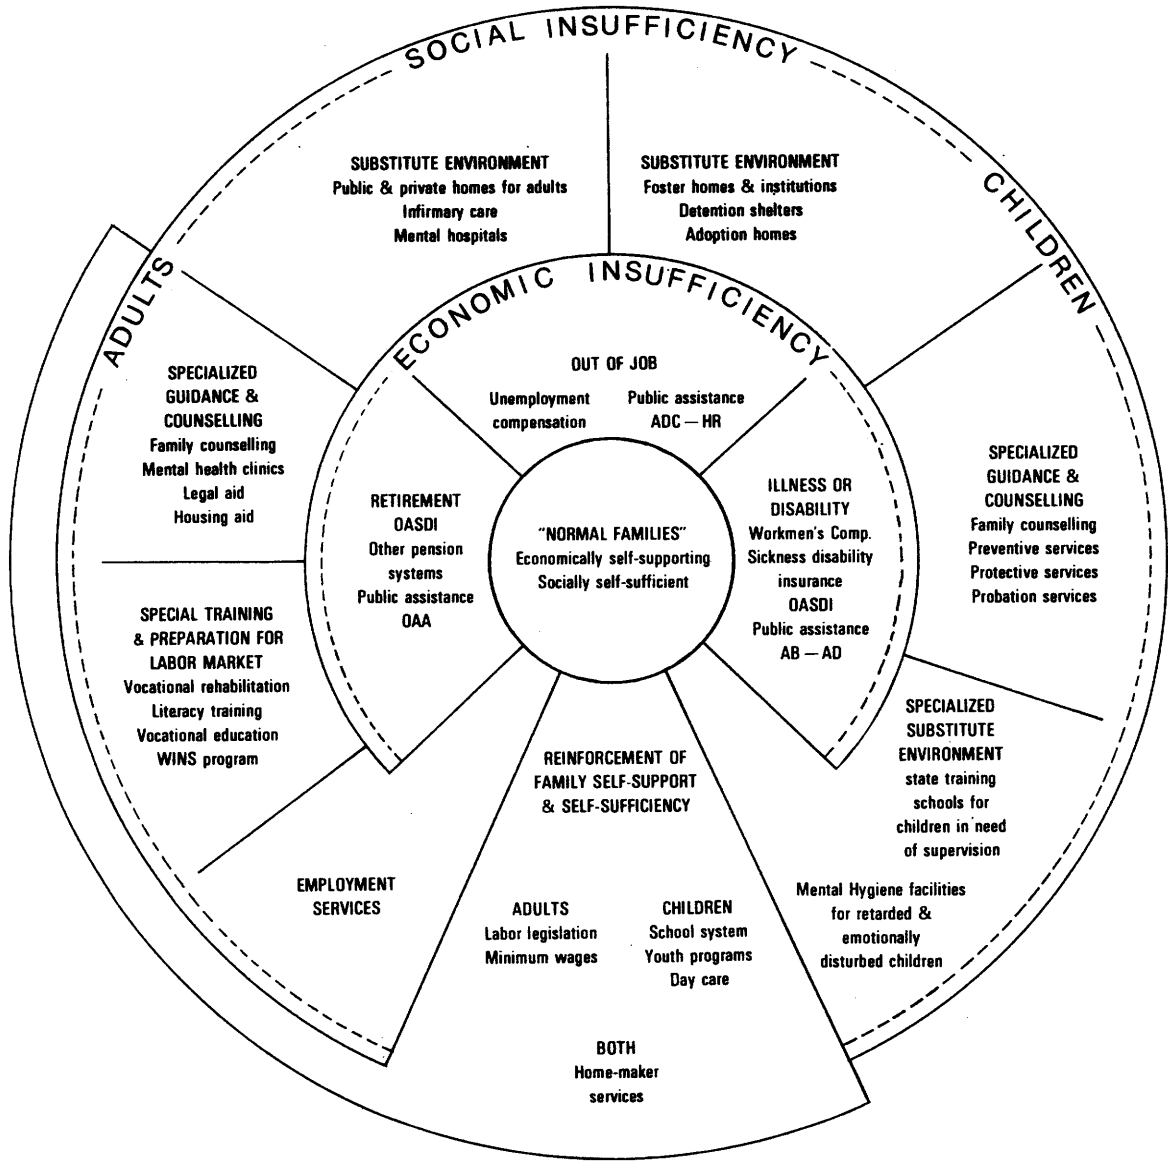 SOCIAL INSUFFICIENCY
ADULTS
CHILDREN
SUBSTITUTE ENVIRONMENT
Public & private homes for adults
Infirmary care
Mental hospitals
SUBSTITUTE ENVIRONMENT
Foster homes & institutions
Detention shelters
Adoption homes
ECONOMIC INSUFFICIENCY
OUT OF JOB
Unemployment
compensation
Public assistance
ADC — HR
SPECIALIZED
GUIDANCE &
COUNSELLING
Family counselling
Mental health clinics
Legal aid
Housing aid
RETIREMENT
OASDI
Other pension
systems
Public assistance
OAA
"NORMAL FAMILIES"
Economically self-supporting
Socially self-sufficient
ILLNESS OR
DISABILITY
Workmen's Comp.
Sickness disability
insurance
OASDI
Public assistance
AB — AD
SPECIALIZED
GUIDANCE &
COUNSELLING
Family counselling
Preventive services
Protective services
Probation services
SPECIAL TRAINING
& PREPARATION FOR
LABOR MARKET
Vocational rehabilitation
Literacy training
Vocational education
WINS program
SPECIALIZED
SUBSTITUTE
ENVIRONMENT
state training
schools for
children in need
of supervision
Mental Hygiene facilities
for retarded &
emotionally
disturbed children
EMPLOYMENT
SERVICES
REINFORCEMENT OF
FAMILY SELF-SUPPORT
& SELF-SUFFICIENCY
ADULTS
Labor legislation
Minimum wages
CHILDREN
School system
Youth programs
Day care
BOTH
Home-maker
services